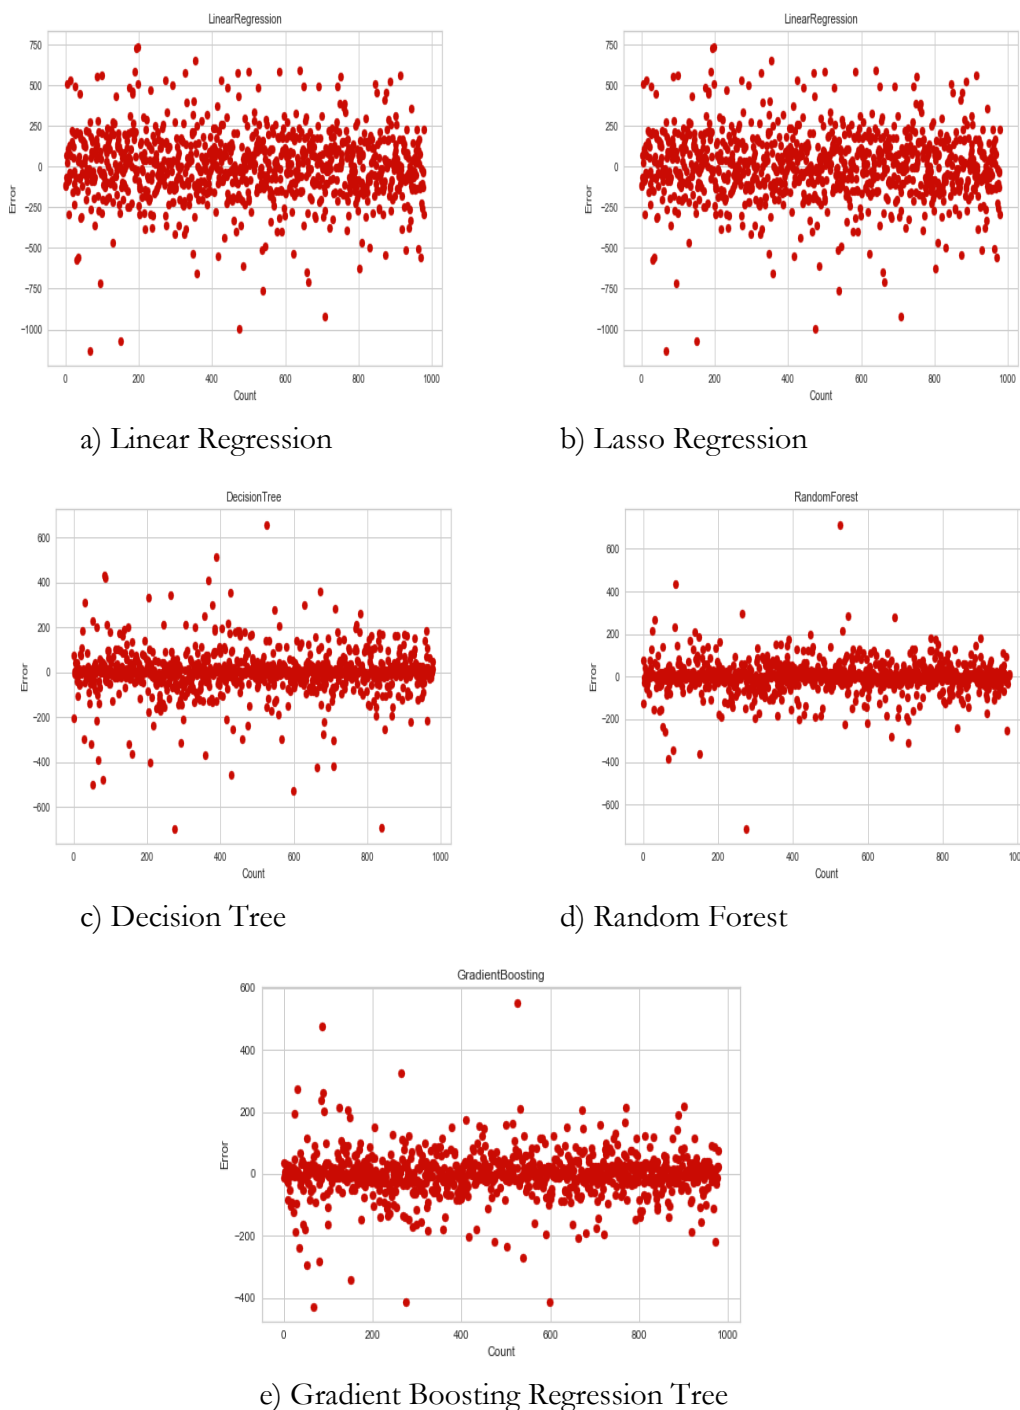 LinearRegression
LinearRegression
750
500
250
0
−250
−500
−750
−1000
Error
0 200 400 600 800 1000
Count
750
500
250
0
−250
−500
−750
−1000
Error
0 200 400 600 800 1000
Count
a) Linear Regression
b) Lasso Regression
DecisionTree
RandomForest
600
400
200
0
−200
−400
−600
Error
0 200 400 600 800 1000
Count
600
400
200
0
−200
−400
−600
Error
0 200 400 600 800 1000
Count
c) Decision Tree
d) Random Forest
GradientBoosting
600
400
200
0
−200
−400
Error
0 200 400 600 800 1000
Count
e) Gradient Boosting Regression Tree